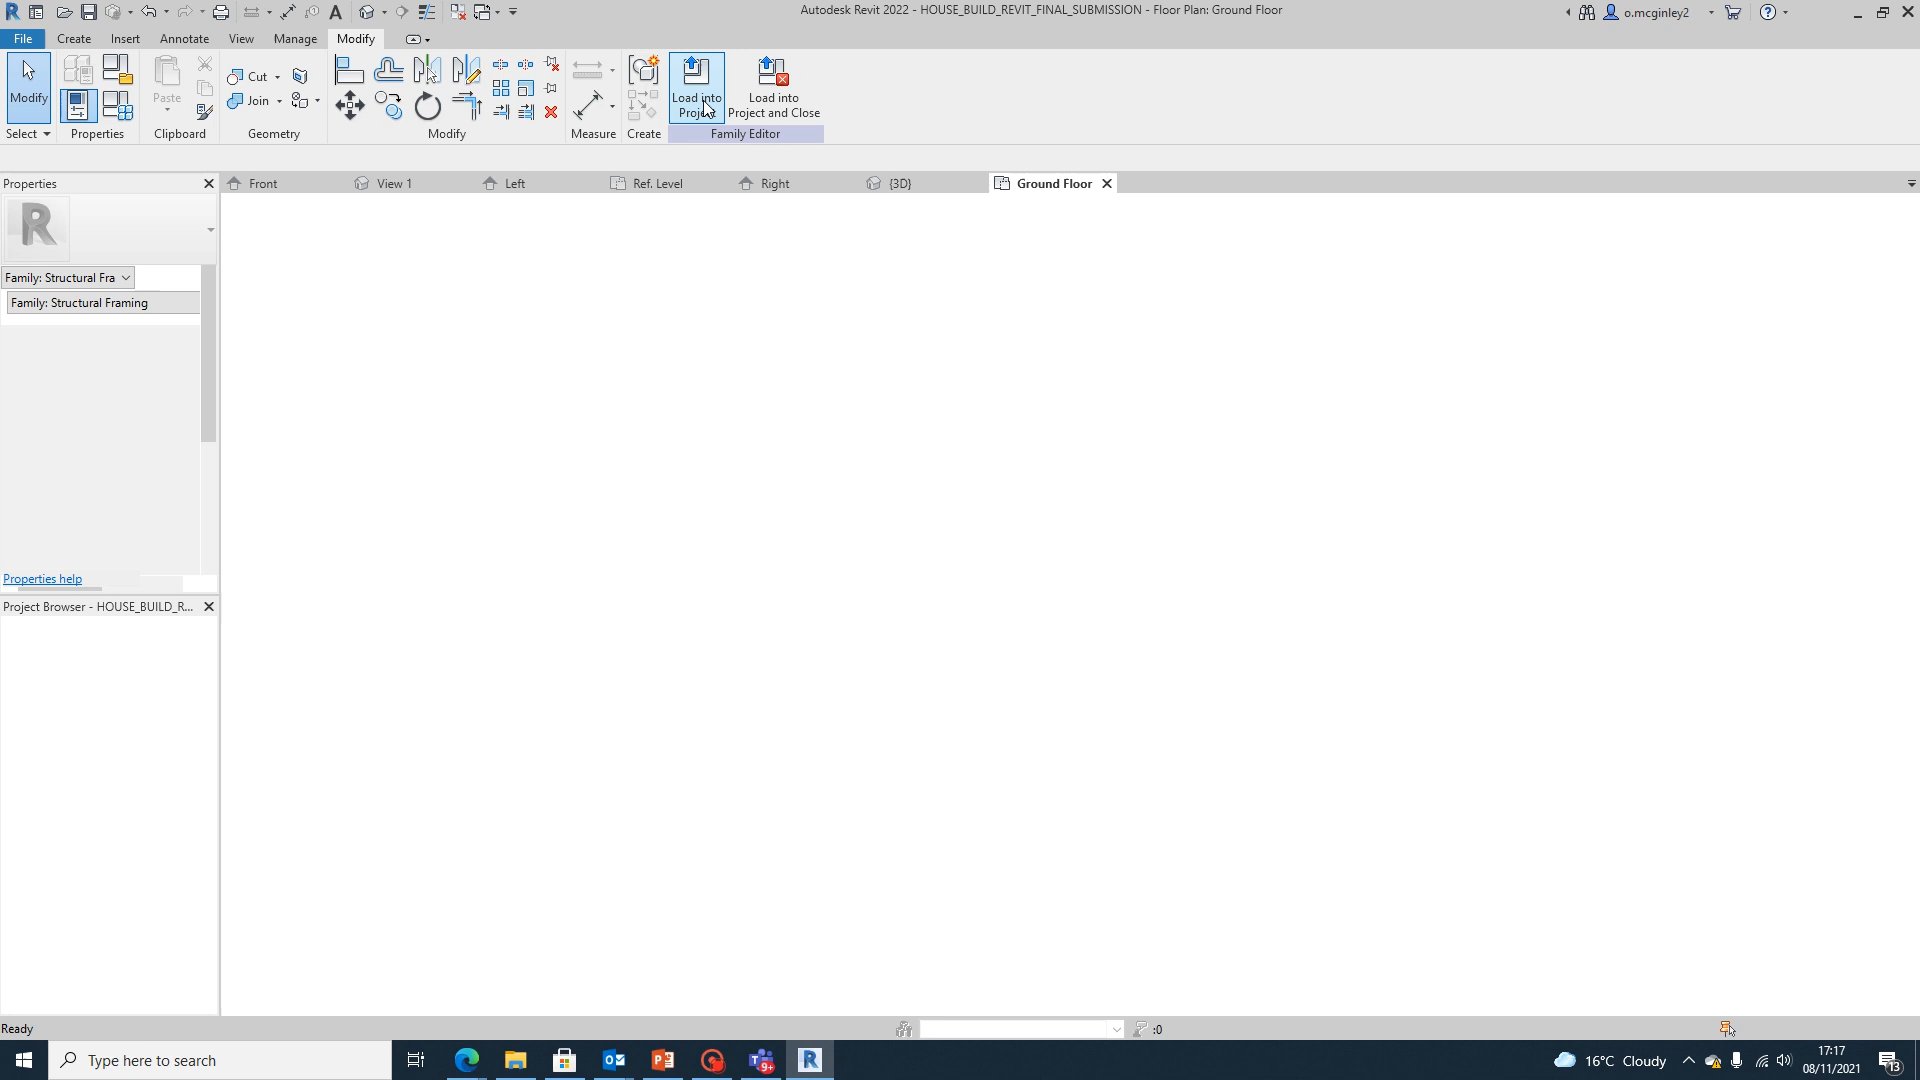 Autodesk Revit 2022 - HOUSE_BUILD_REVIT_FINAL_SUBMISSION - Floor Plan: Ground Floor
o.mcginley2
File Create Insert Annotate View Manage Modify
Modify Paste Cut Join Load into Project Load into Project and Close
Select Properties Clipboard Geometry Modify Measure Create Family Editor
Properties Front View 1 Left Ref. Level Right {3D} Ground Floor
Family: Structural Fra
Family: Structural Framing
Properties help
Project Browser - HOUSE_BUILD_R...
Ready :0
Type here to search 16°C Cloudy 17:17
08/11/2021
9+
13